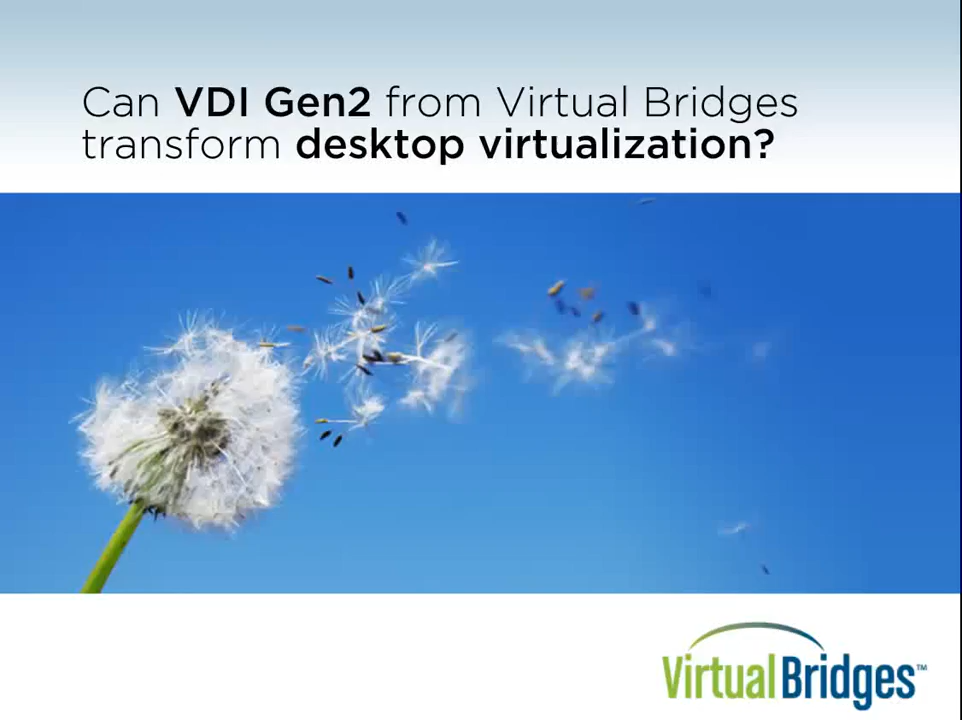 Can VDI Gen2 from Virtual Bridges
transform desktop virtualization?
VirtualBridges™